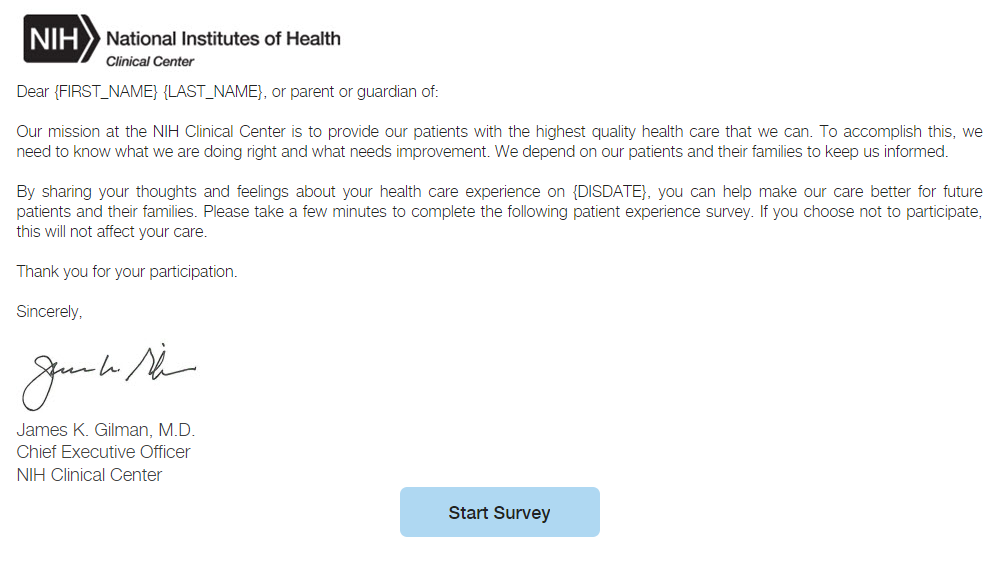 NIH National Institutes of Health
Clinical Center
Dear {FIRST_NAME} {LAST_NAME}, or parent or guardian of:
Our mission at the NIH Clinical Center is to provide our patients with the highest quality health care that we can. To accomplish this, we
need to know what we are doing right and what needs improvement. We depend on our patients and their families to keep us informed.
By sharing your thoughts and feelings about your health care experience on {DISDATE}, you can help make our care better for future
patients and their families. Please take a few minutes to complete the following patient experience survey. If you choose not to participate,
this will not affect your care.
Thank you for your participation.
Sincerely,
James K. Gilman, M.D.
Chief Executive Officer
NIH Clinical Center
Start Survey